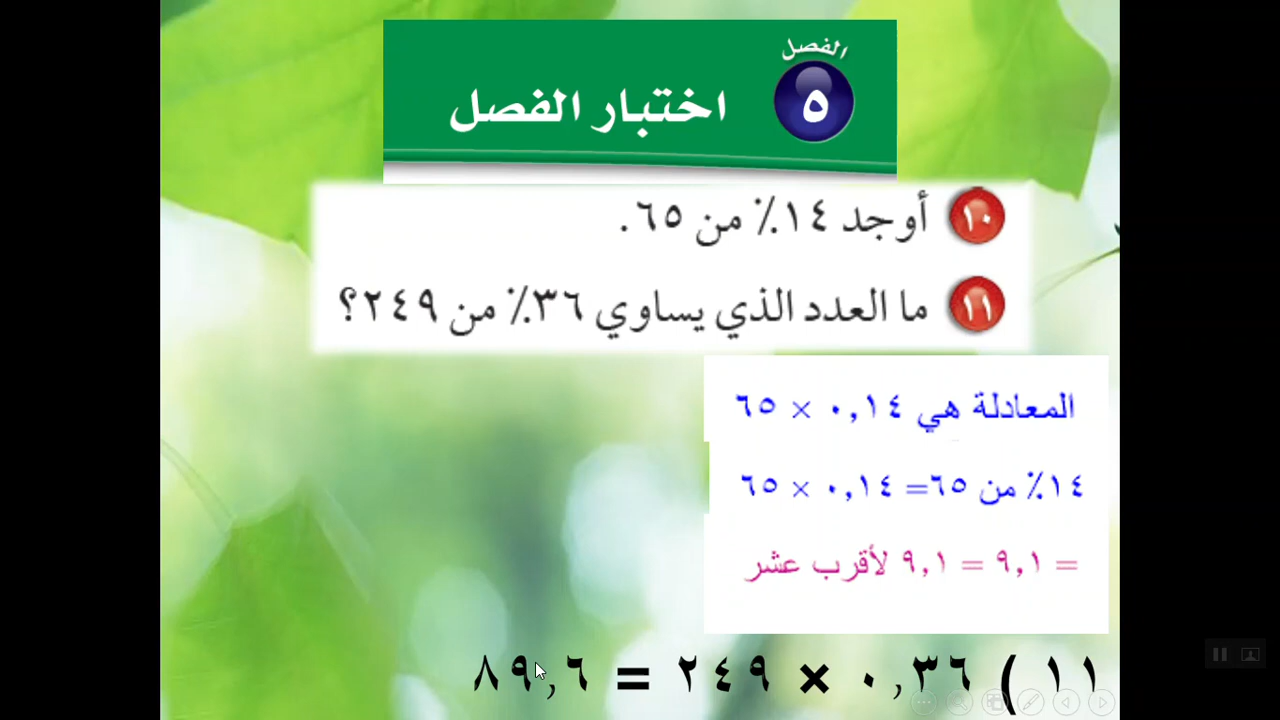 الفصل
٥
اختبار الفصل
١٠ أوجد ١٤٪ من ٦٥.
١١ ما العدد الذي يساوي ٣٦٪ من ٢٤٩؟
المعادلة هي ٠,١٤ × ٦٥
١٤٪ من ٦٥= ٠,١٤ × ٦٥
= ٩,١ = ٩,١ لأقرب عشر
١١ ) ٠,٣٦ × ٢٤٩ = ٨٩,٦